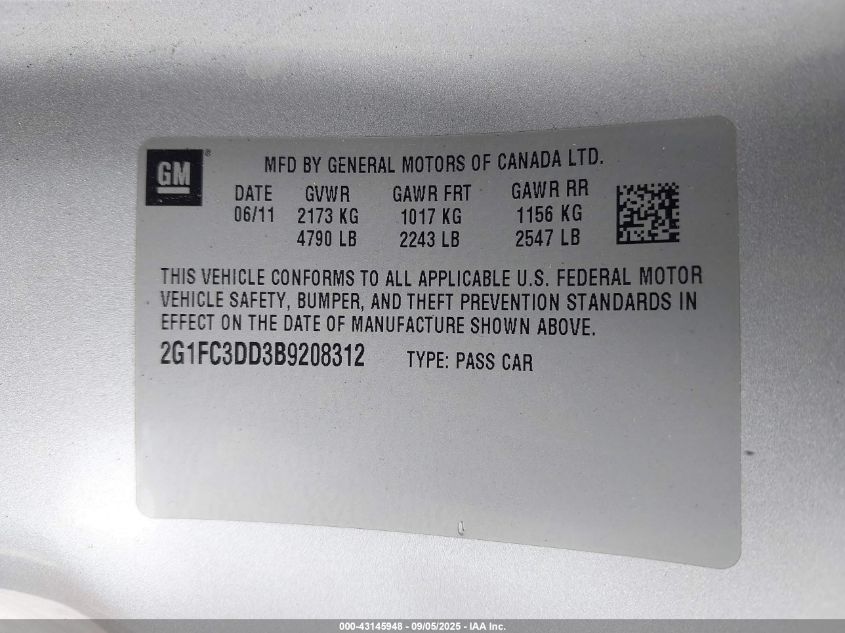 GM ®
MFD BY GENERAL MOTORS OF CANADA LTD.
DATE GVWR GAWR FRT GAWR RR
06/11 2173 KG 1017 KG 1156 KG
4790 LB 2243 LB 2547 LB
THIS VEHICLE CONFORMS TO ALL APPLICABLE U.S. FEDERAL MOTOR
VEHICLE SAFETY, BUMPER, AND THEFT PREVENTION STANDARDS IN
EFFECT ON THE DATE OF MANUFACTURE SHOWN ABOVE.
2G1FC3DD3B9208312 TYPE: PASS CAR
000-43145948 - 09/05/2025 - IAA Inc.